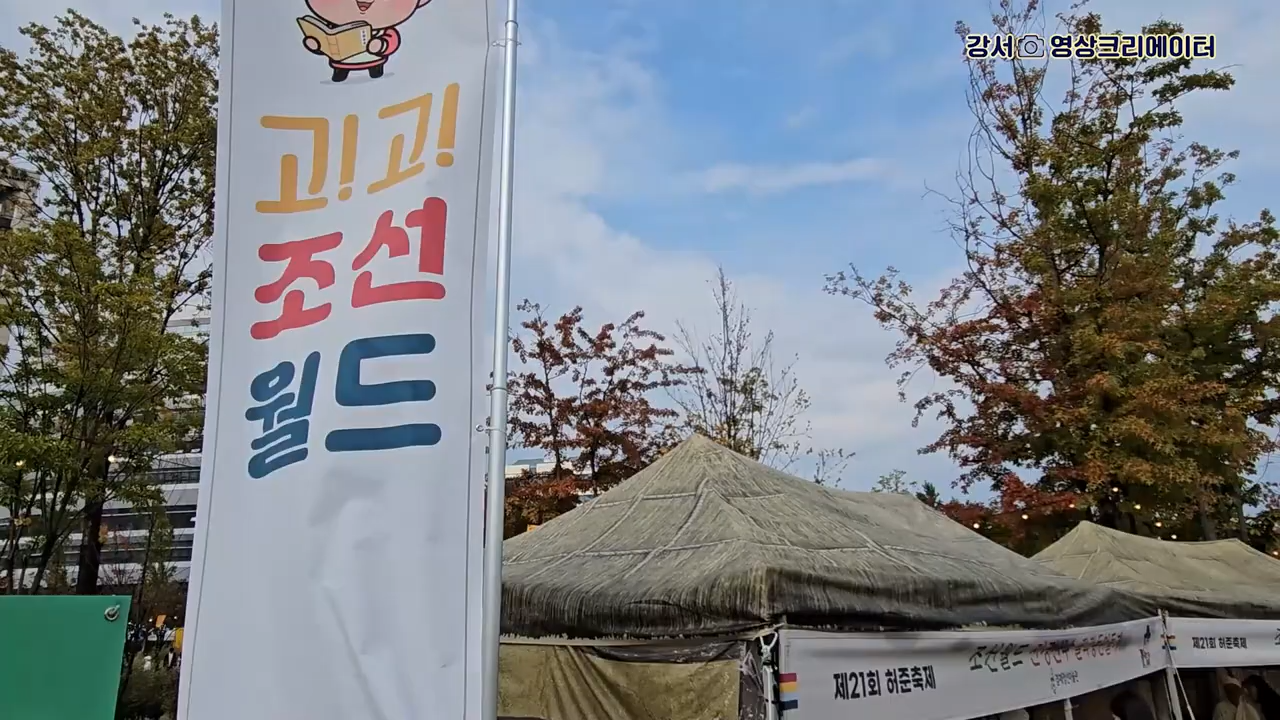 강서 영상크리에이터
고!고!
조선
월드
제21회 허준축제
조선월드
제21회 허준축제